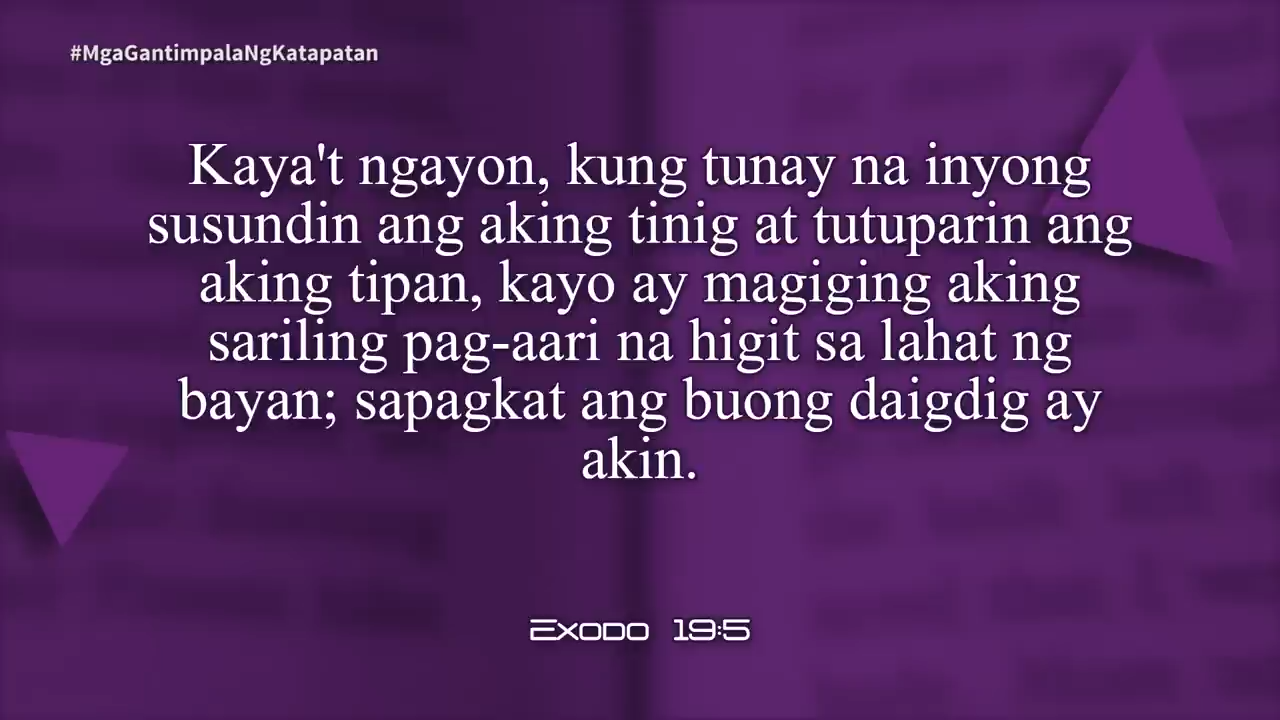 #MgaGantimpalaNgKatapatan
Kaya't ngayon, kung tunay na inyong
susundin ang aking tinig at tutuparin ang
aking tipan, kayo ay magiging aking
sariling pag-aari na higit sa lahat ng
bayan; sapagkat ang buong daigdig ay
akin.
Exodo 19:5